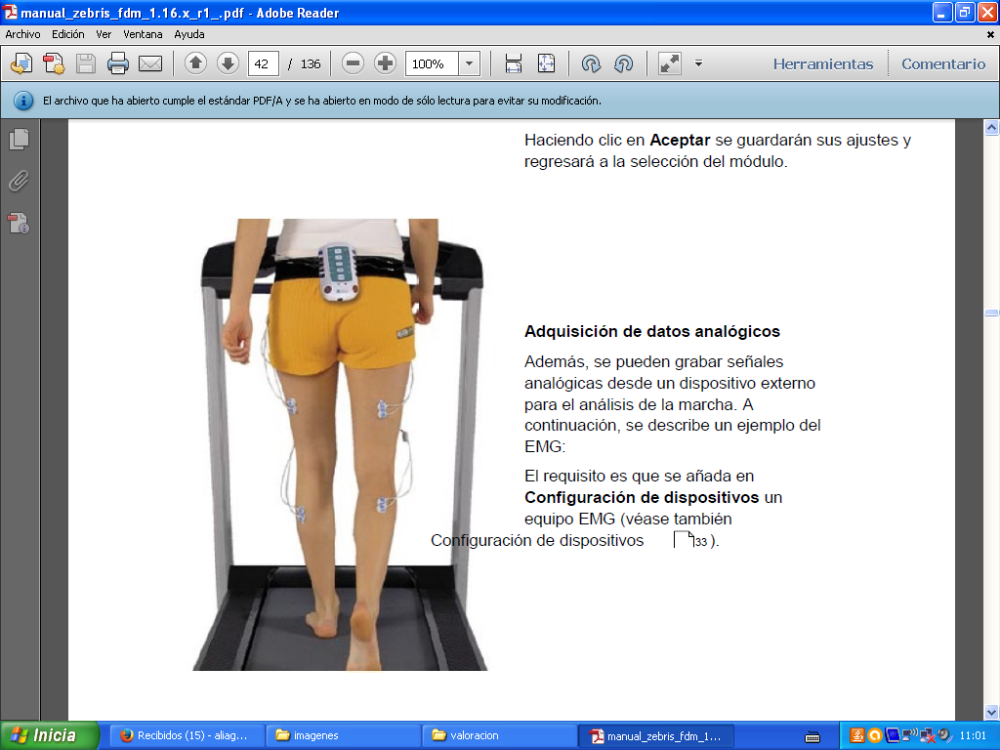 manual_zebris_fdm_1.16.x_r1_.pdf - Adobe Reader
Archivo Edición Ver Ventana Ayuda
42 / 136 100% Herramientas Comentario
El archivo que ha abierto cumple el estándar PDF/A y se ha abierto en modo de sólo lectura para evitar su modificación.
Haciendo clic en Aceptar se guardarán sus ajustes y
regresará a la selección del módulo.
Adquisición de datos analógicos
Además, se pueden grabar señales
analógicas desde un dispositivo externo
para el análisis de la marcha. A
continuación, se describe un ejemplo del
EMG:
El requisito es que se añada en
Configuración de dispositivos un
equipo EMG (véase también
Configuración de dispositivos 33 ).
Inicio Recibidos (15) - aliag... imagenes valoracion manual_zebris_fdm_1... 11:01